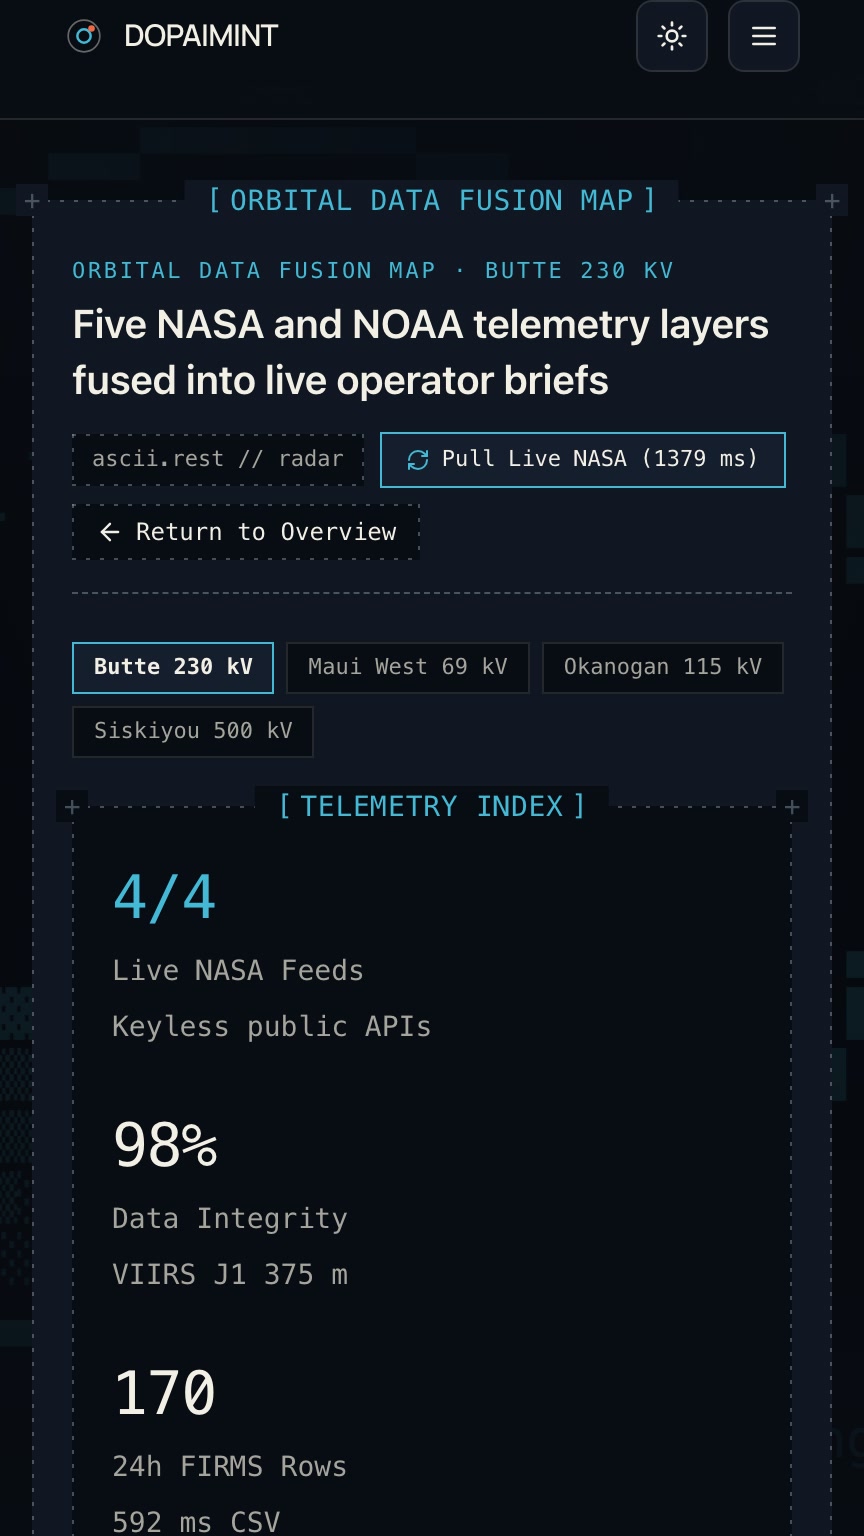 DOPAIMINT
[ ORBITAL DATA FUSION MAP ]
ORBITAL DATA FUSION MAP · BUTTE 230 KV
Five NASA and NOAA telemetry layers
fused into live operator briefs
ascii.rest // radar
Pull Live NASA (1379 ms)
← Return to Overview
Butte 230 kV
Maui West 69 kV
Okanogan 115 kV
Siskiyou 500 kV
[ TELEMETRY INDEX ]
4/4
Live NASA Feeds
Keyless public APIs
98%
Data Integrity
VIIRS J1 375 m
170
24h FIRMS Rows
592 ms CSV